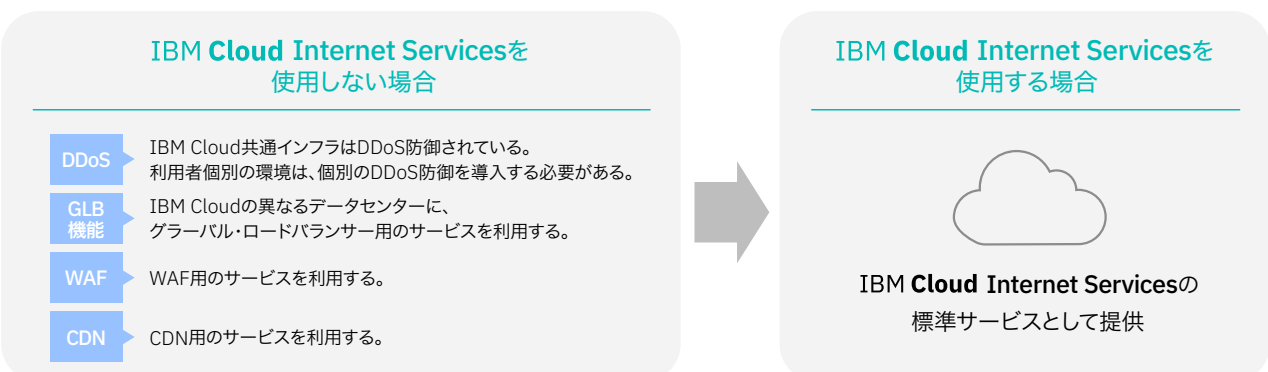 IBM Cloud Internet Servicesを
使用しない場合
DDoS
IBM Cloud共通インフラはDDoS防御されている。
利用者個別の環境は、個別のDDoS防御を導入する必要がある。
GLB
機能
IBM Cloudの異なるデータセンターに、
グラーバル・ロードバランサー用のサービスを利用する。
WAF
WAF用のサービスを利用する。
CDN
CDN用のサービスを利用する。
IBM Cloud Internet Servicesを
使用する場合
IBM Cloud Internet Servicesの
標準サービスとして提供